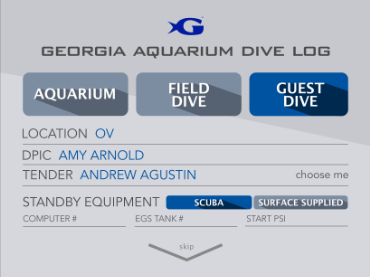 G
GEORGIA AQUARIUM DIVE LOG
AQUARIUM
FIELD
DIVE
GUEST
DIVE
LOCATION OV
DPIC AMY ARNOLD
TENDER ANDREW AGUSTIN choose me
STANDBY EQUIPMENT SCUBA SURFACE SUPPLIED
COMPUTER # EGS TANK # START PSI
skip